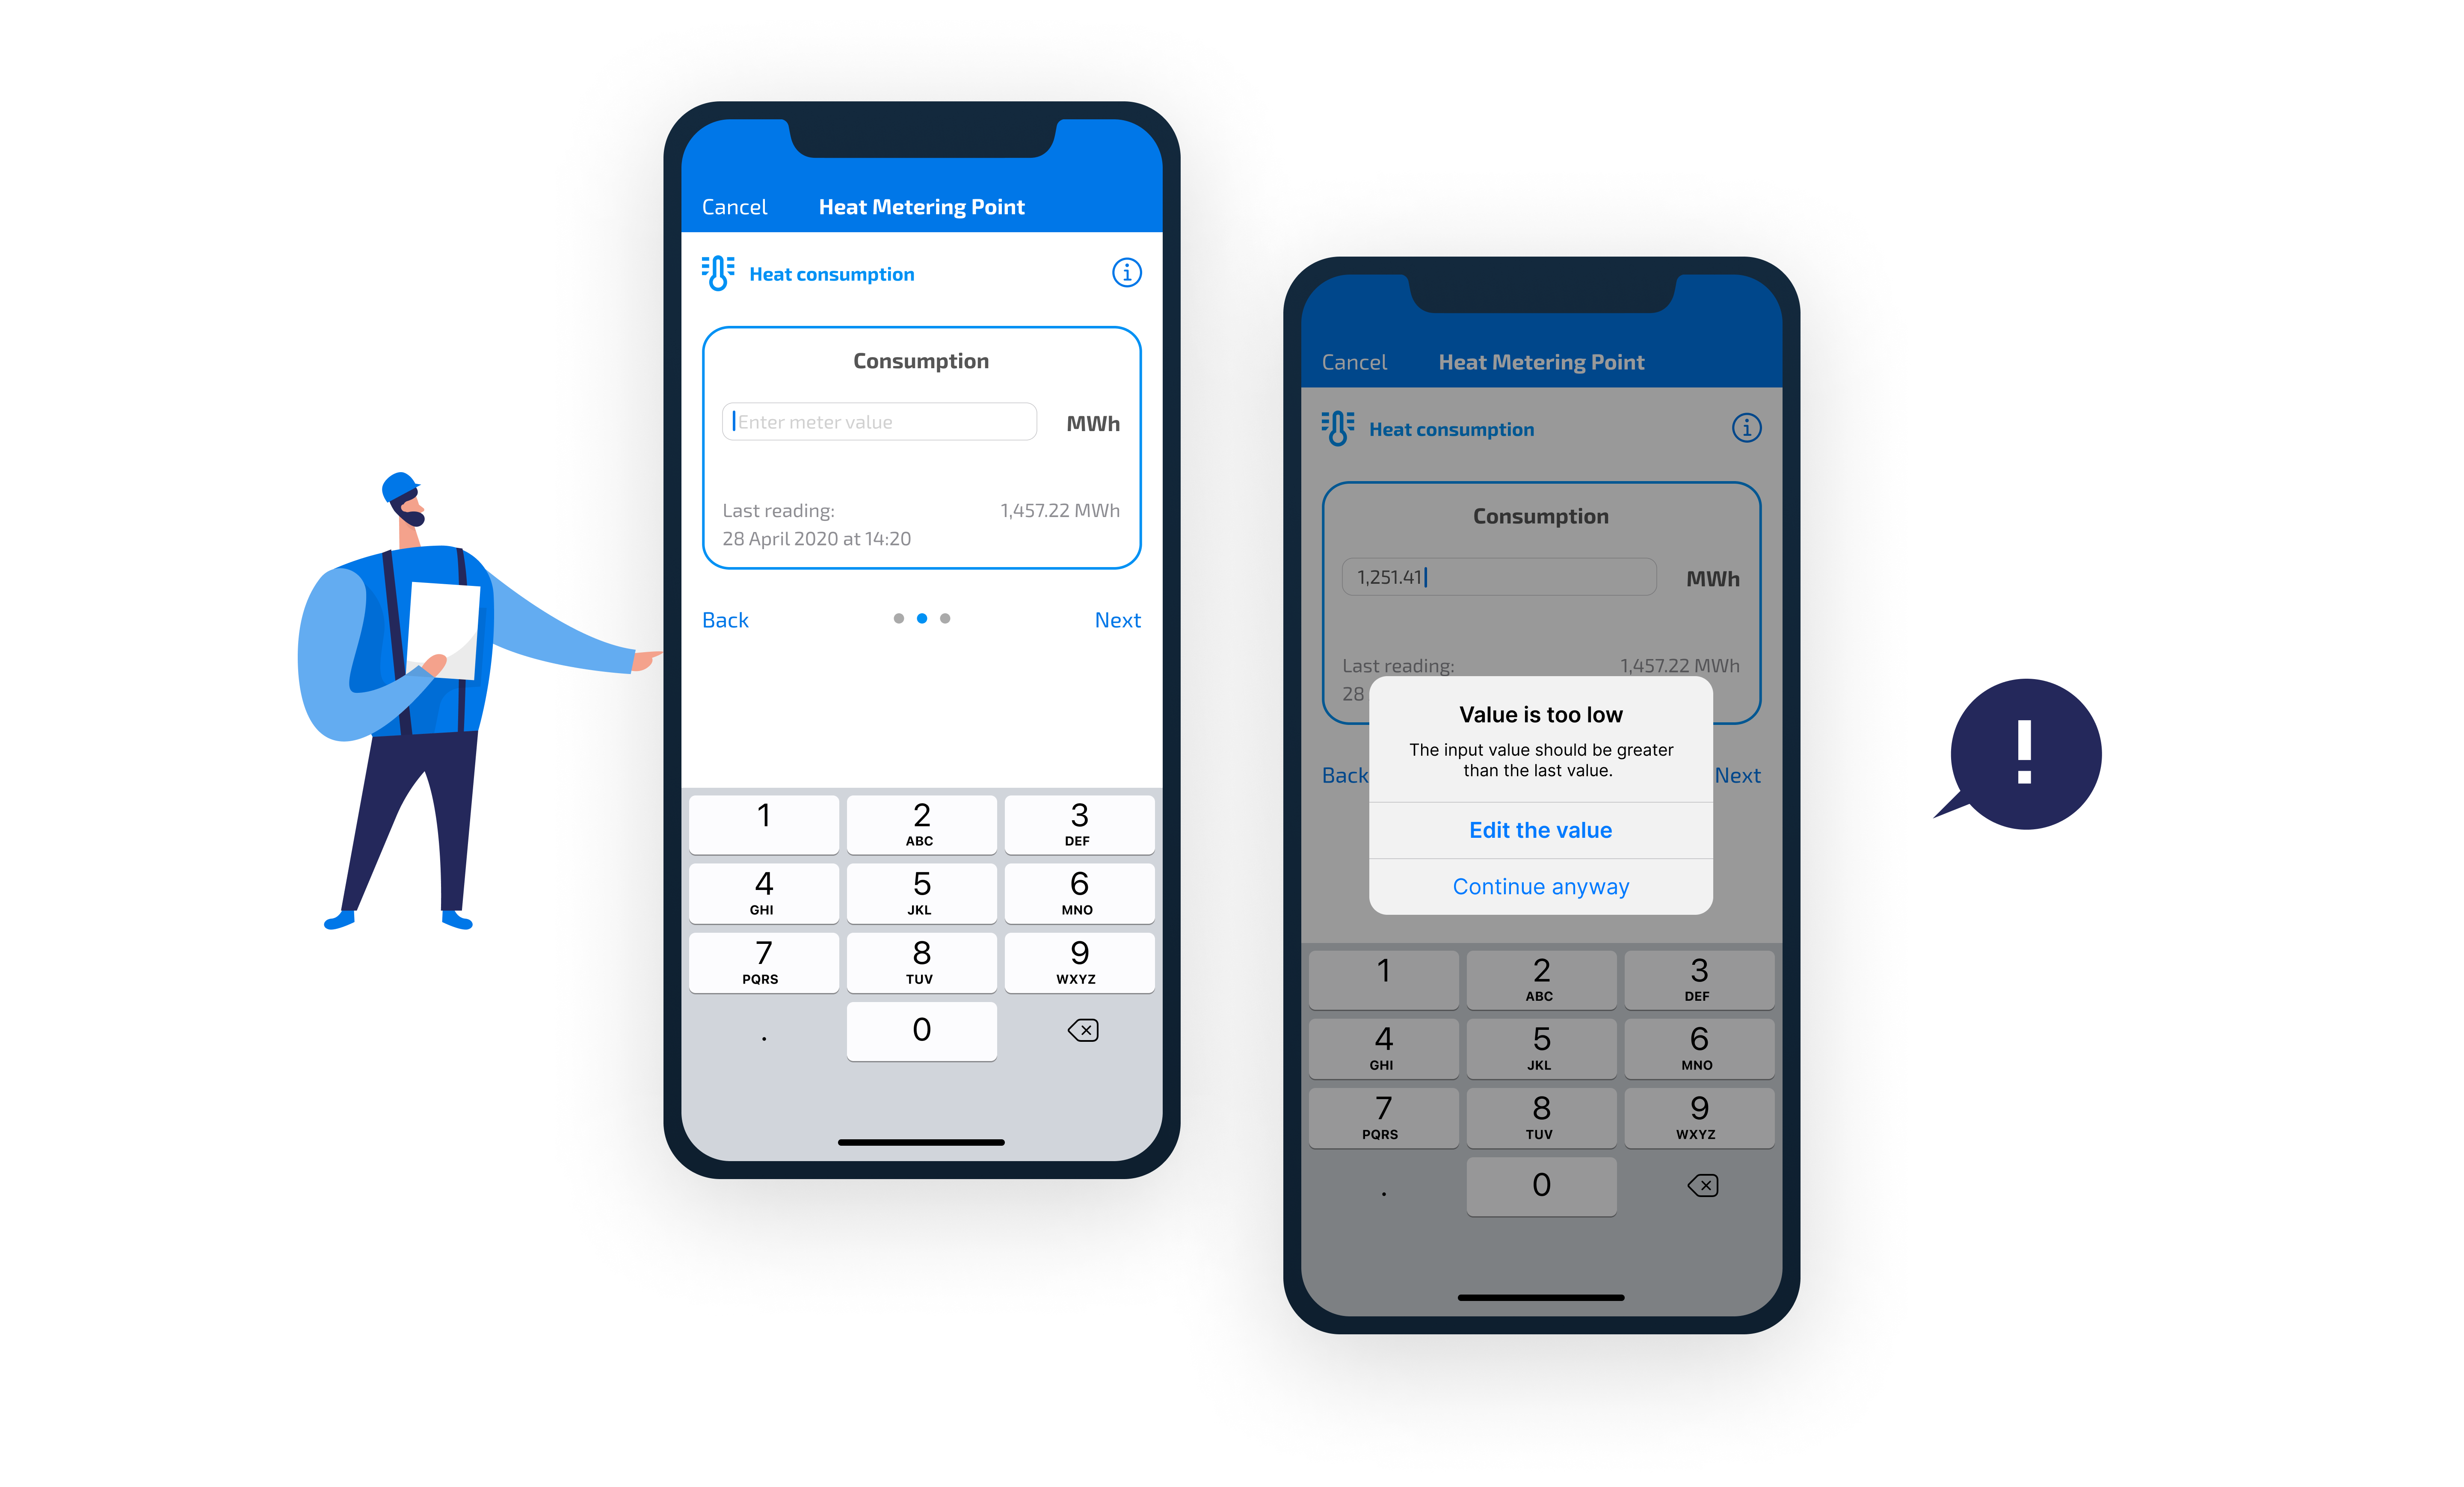 Cancel Heat Metering Point
Heat consumption
Consumption
Enter meter value MWh
Last reading: 1,457.22 MWh
28 April 2020 at 14:20
Back Next
1 2 3
ABC DEF
4 5 6
GHI JKL MNO
7 8 9
PQRS TUV WXYZ
. 0
Cancel Heat Metering Point
Heat consumption
Consumption
1,251.41 MWh
Last reading: 1,457.22 MWh
28
Value is too low
The input value should be greater
than the last value.
Back Next
Edit the value
Continue anyway
1 2 3
ABC DEF
4 5 6
GHI JKL MNO
7 8 9
PQRS TUV WXYZ
. 0
!